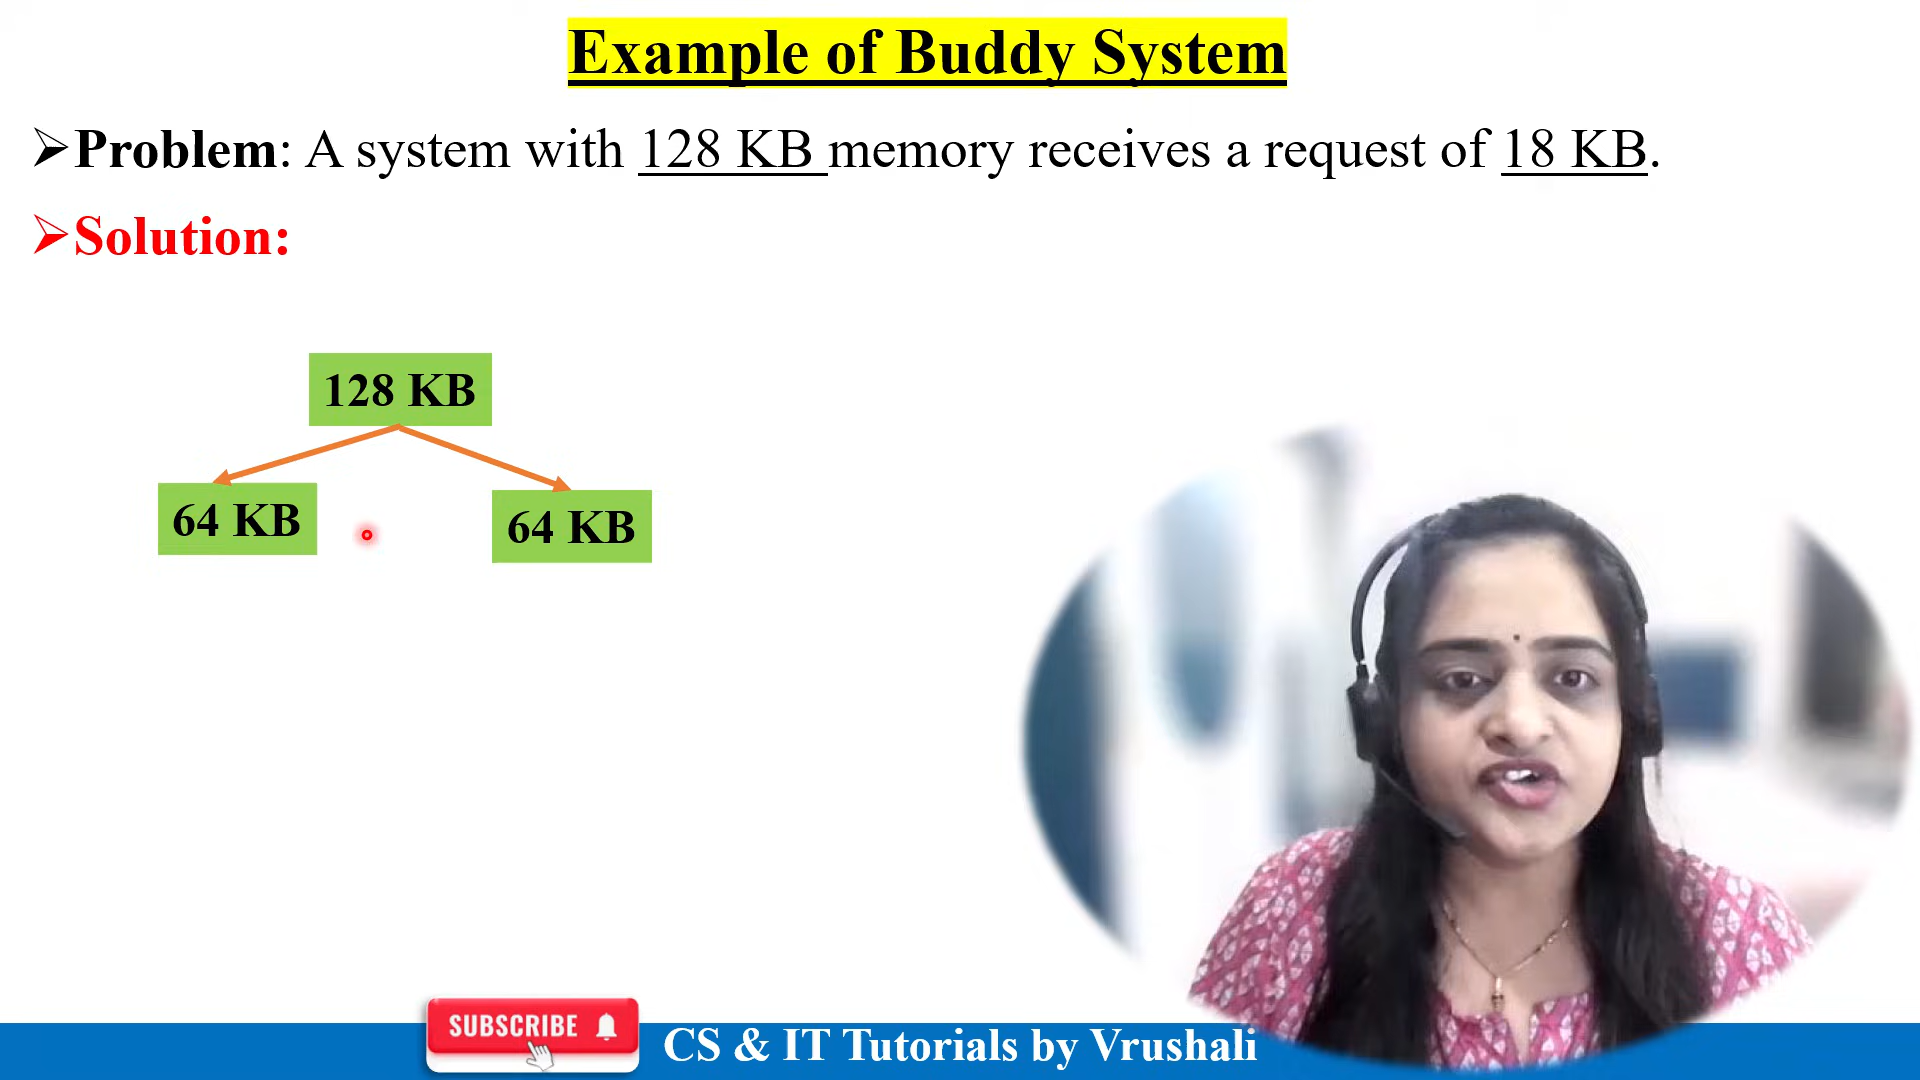 Example of Buddy System
➢Problem: A system with 128 KB memory receives a request of 18 KB.
➢Solution:
128 KB
64 KB
64 KB
SUBSCRIBE
CS & IT Tutorials by Vrushali